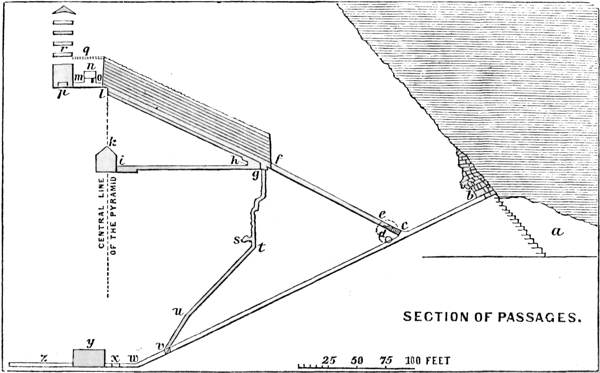 r q
n
p m o
l
k
i h f
g
CENTRAL LINE
OF THE PYRAMID
b
e c
d
a
s t
u
SECTION OF PASSAGES.
v
y
z x w
25 50 75 100 FEET